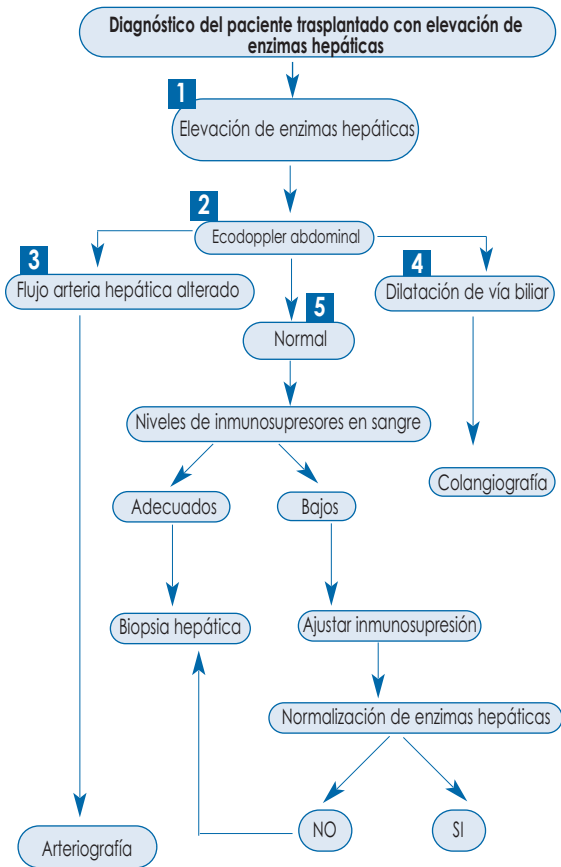 Diagnóstico del paciente trasplantado con elevación de
enzimas hepáticas
1
Elevación de enzimas hepáticas
2
Ecodoppler abdominal
3
Flujo arteria hepática alterado
4
Dilatación de vía biliar
5
Normal
Niveles de inmunosupresores en sangre
Colangiografía
Adecuados
Bajos
Biopsia hepática
Ajustar inmunosupresión
Normalización de enzimas hepáticas
NO
SI
Arteriografía